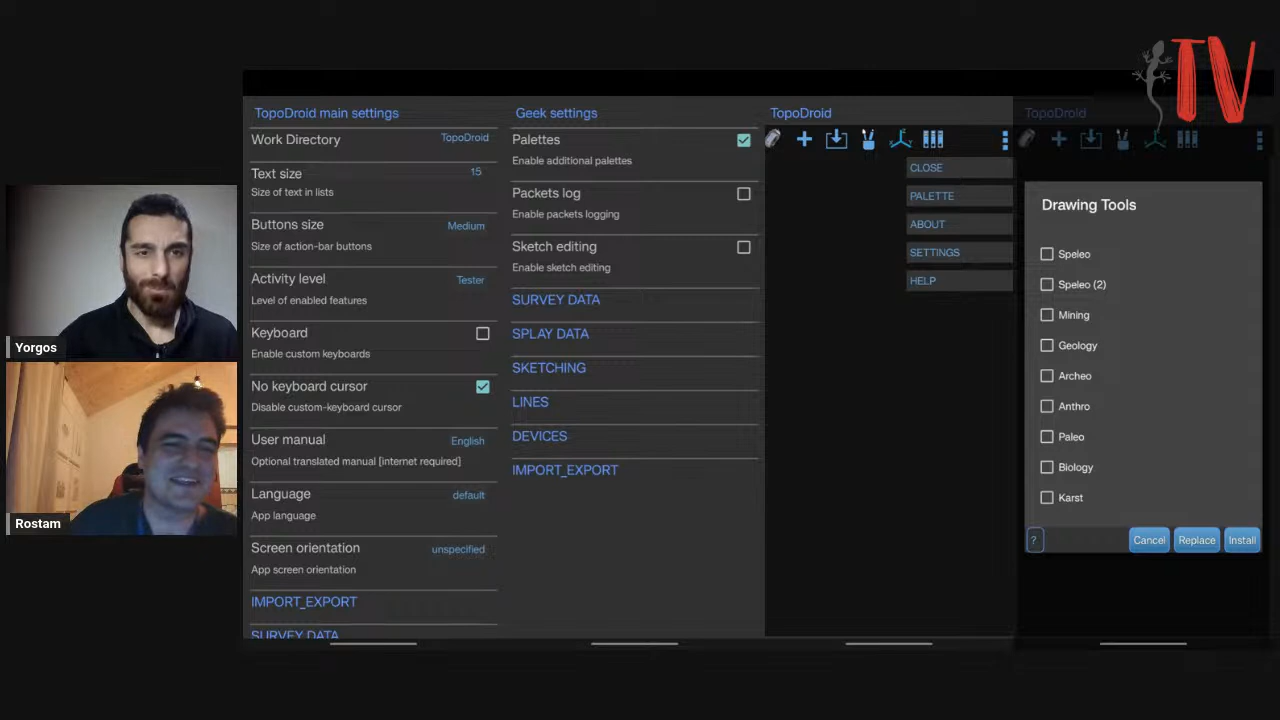 TV
TopoDroid main settings
Work Directory TopoDroid
Text size 15
Size of text in lists
Buttons size Medium
Size of action-bar buttons
Activity level Tester
Level of enabled features
Keyboard
Enable custom keyboards
No keyboard cursor
Disable custom-keyboard cursor
User manual English
Optional translated manual [internet required]
Language default
App language
Screen orientation unspecified
App screen orientation
IMPORT_EXPORT
SURVEY DATA
Geek settings
Palettes
Enable additional palettes
Packets log
Enable packets logging
Sketch editing
Enable sketch editing
SURVEY DATA
SPLAY DATA
SKETCHING
LINES
DEVICES
IMPORT_EXPORT
TopoDroid
CLOSE
PALETTE
ABOUT
SETTINGS
HELP
TopoDroid
Drawing Tools
Speleo
Speleo (2)
Mining
Geology
Archeo
Anthro
Paleo
Biology
Karst
? Cancel Replace Install
Yorgos
Rostam